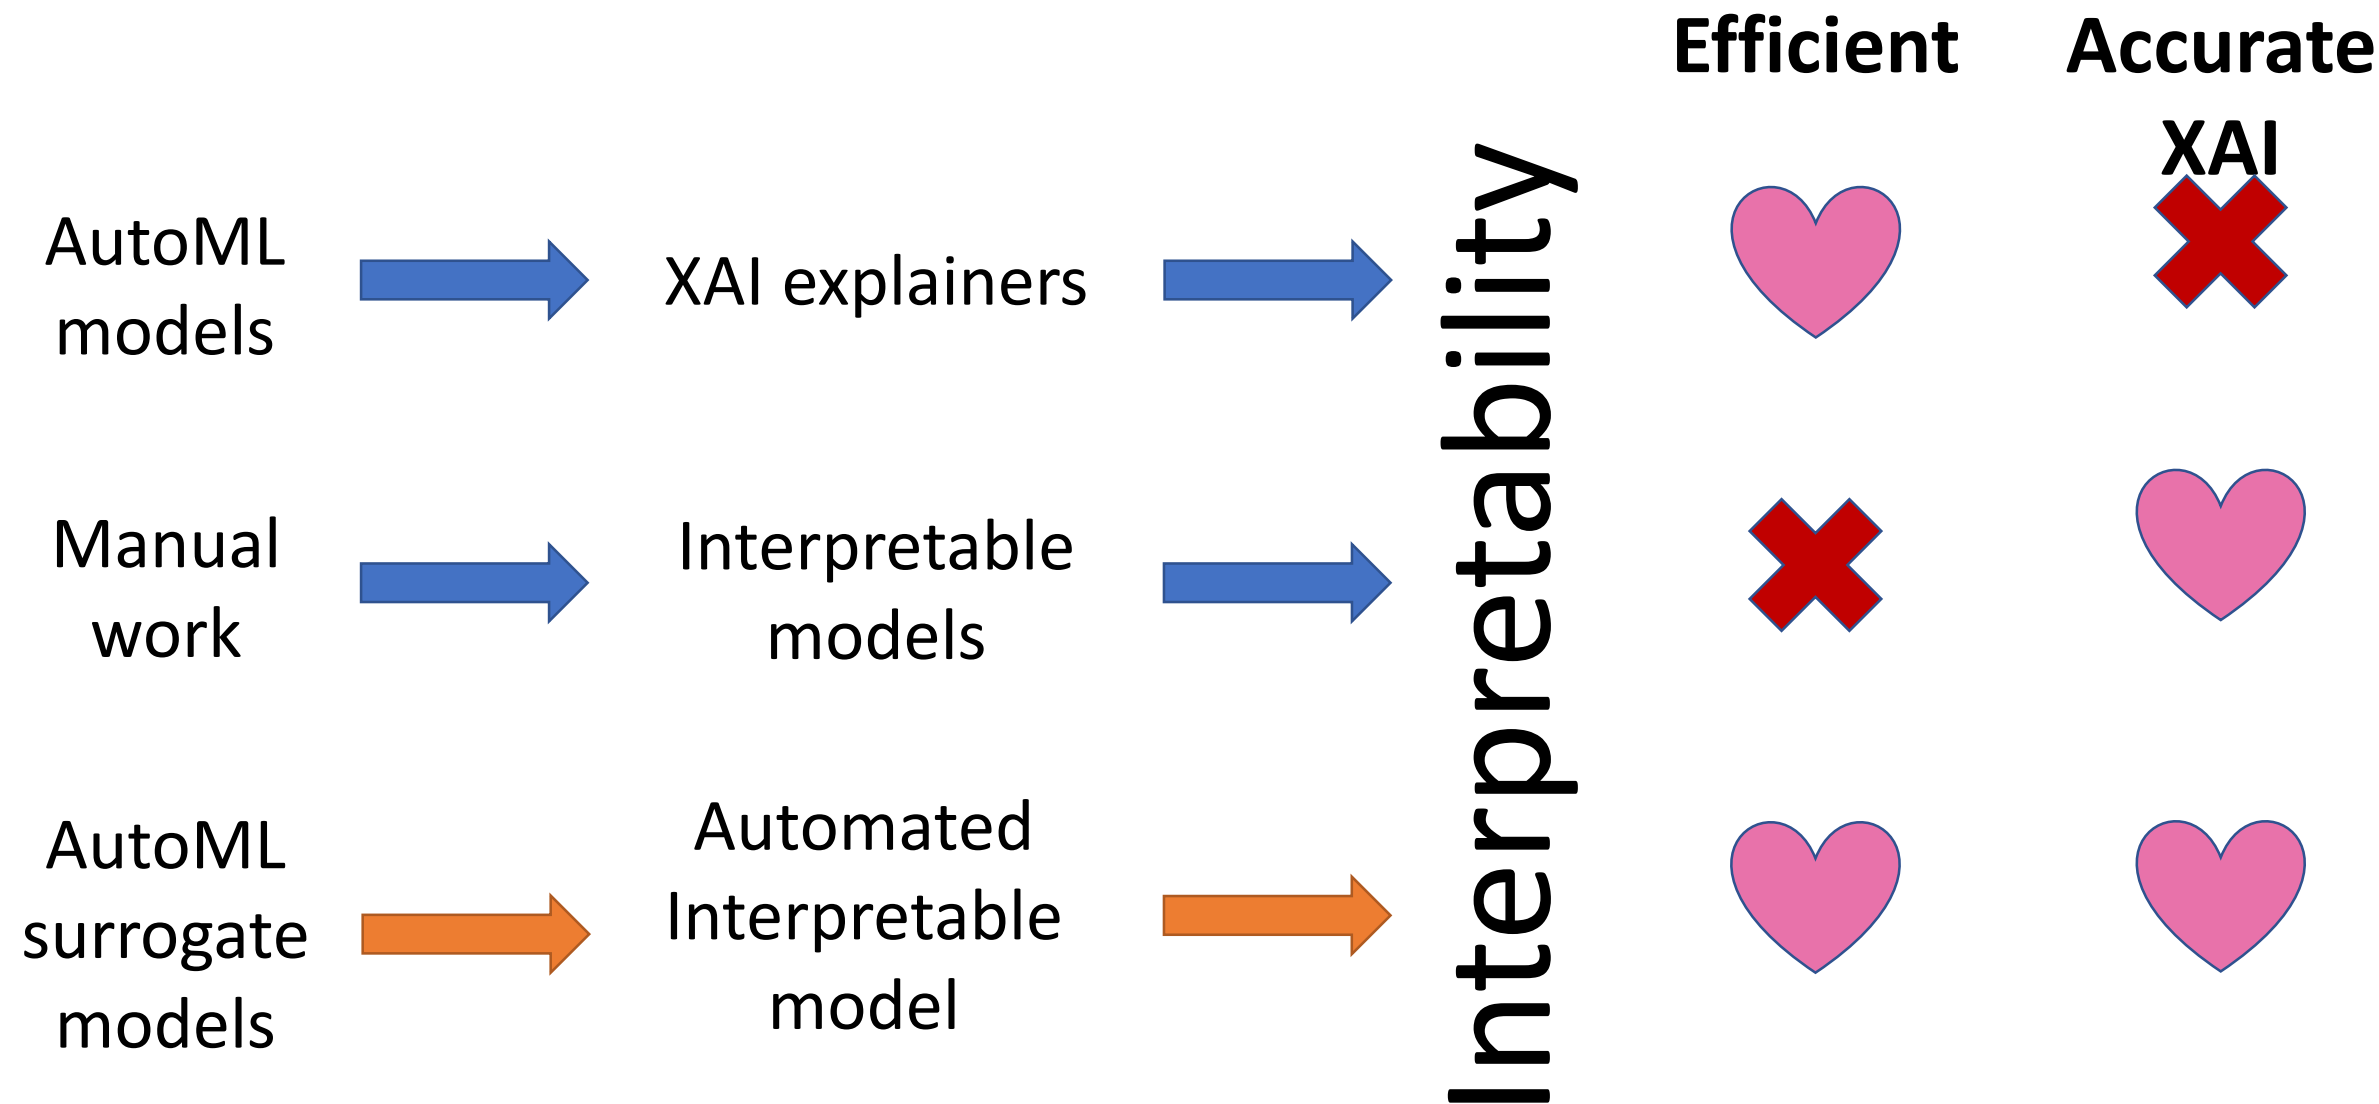 Efficient
Accurate
XAI
AutoML
models
XAI explainers
Interpretability
Manual
work
Interpretable
models
AutoML
surrogate
models
Automated
Interpretable
model